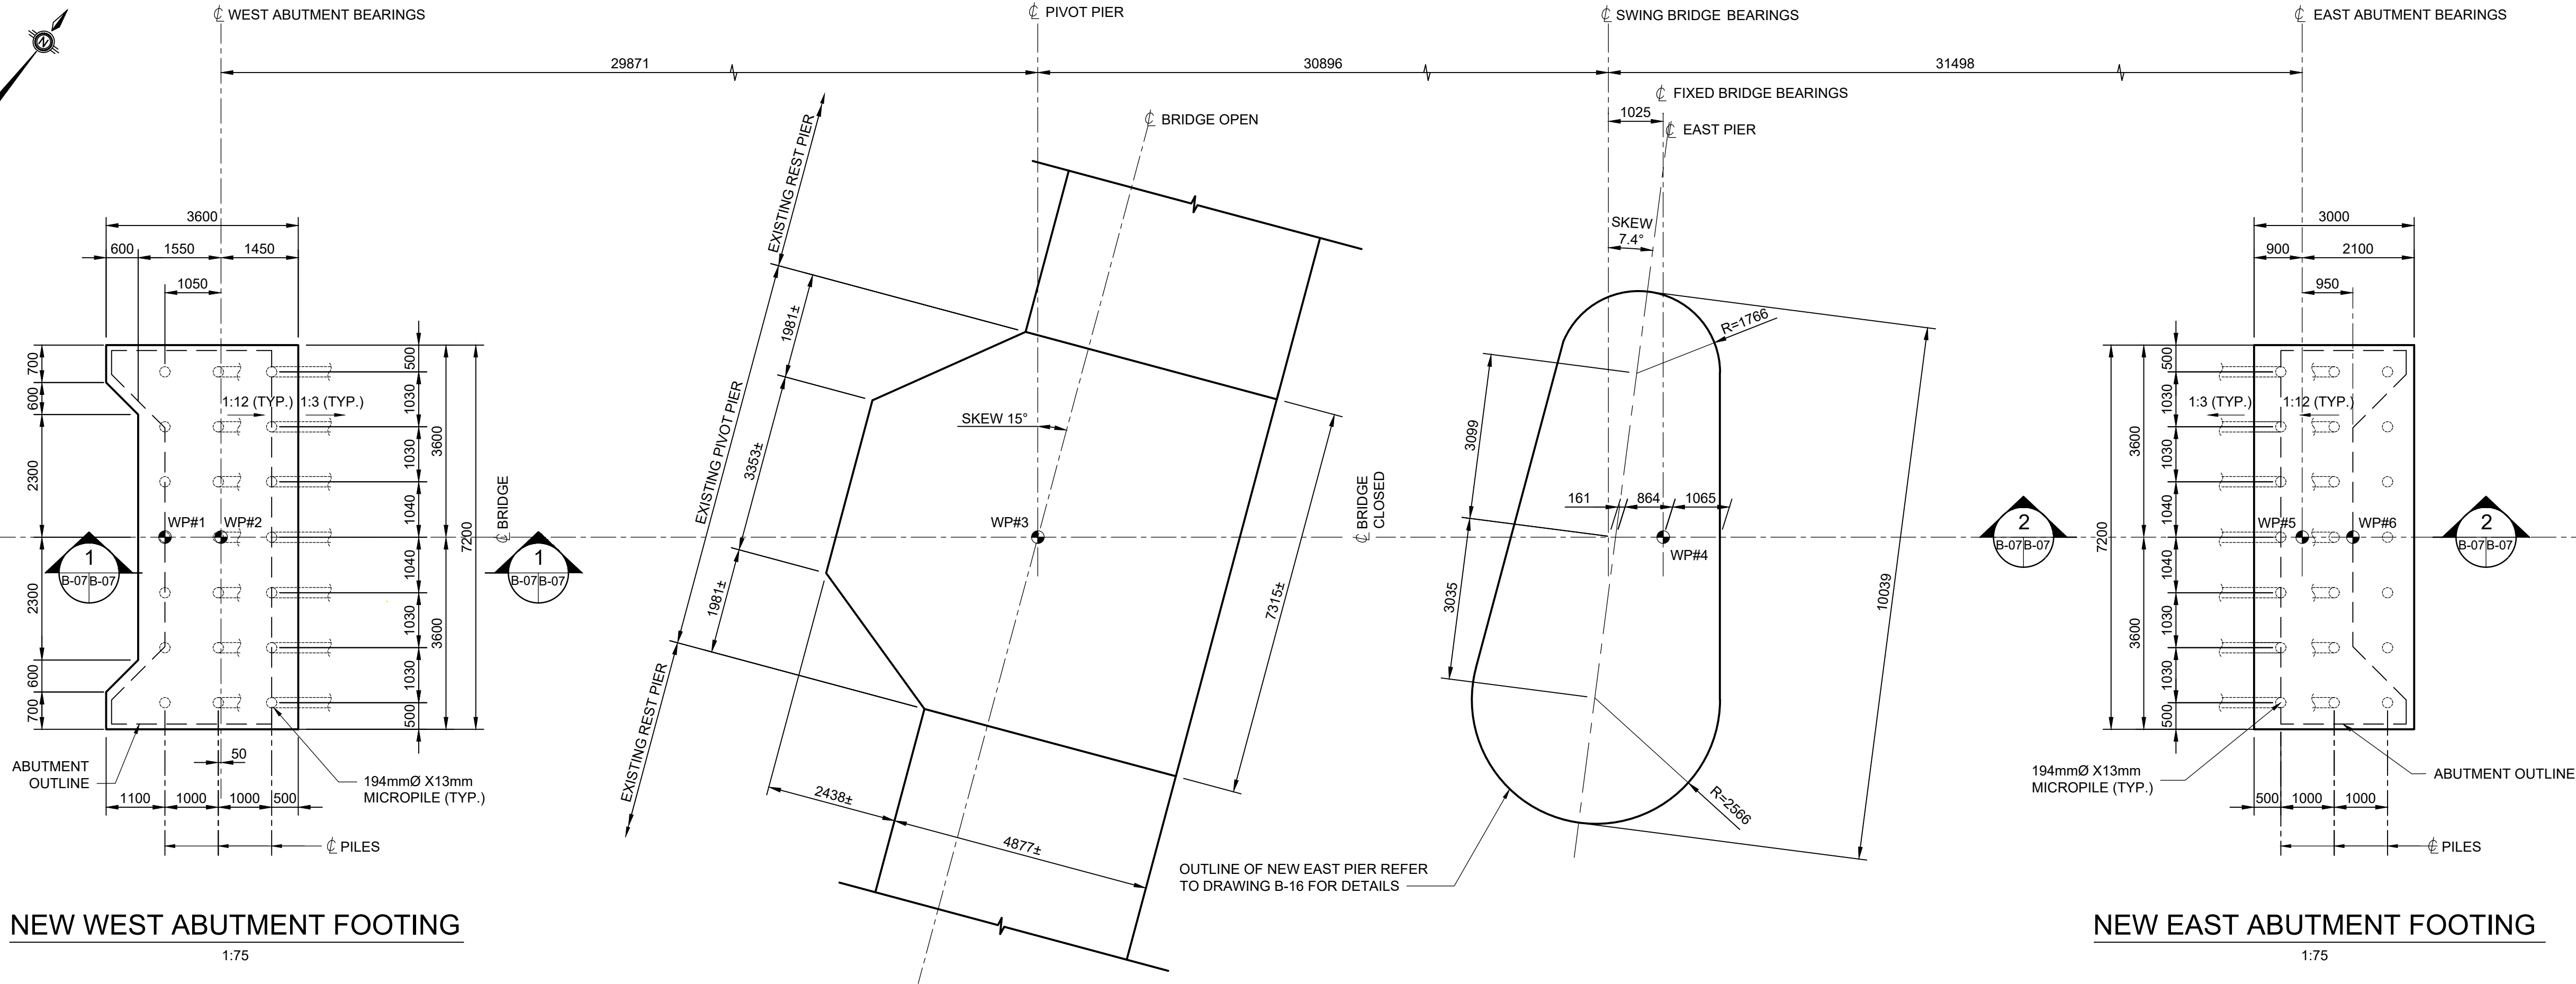 ℄ WEST ABUTMENT BEARINGS
℄ PIVOT PIER
℄ SWING BRIDGE BEARINGS
℄ EAST ABUTMENT BEARINGS
N
29871
30896
31498
℄ FIXED BRIDGE BEARINGS
1025
℄ EAST PIER
℄ BRIDGE OPEN
EXISTING REST PIER
SKEW
7.4°
3600
600
1550
1450
1050
3000
900
2100
950
1981±
R=1766
700
600
2300
2300
600
700
1:12 (TYP.)
1:3 (TYP.)
500
1030
1030
1040
1040
1030
1030
500
3600
3600
7200
℄ BRIDGE
WP#1
WP#2
1
B-07
B-07
1
B-07
B-07
EXISTING PIVOT PIER
3353±
1981±
SKEW 15°
WP#3
7315±
℄ BRIDGE
CLOSED
3099
3035
161
864
1065
WP#4
10039
2
B-07
B-07
1:3 (TYP.)
1:12 (TYP.)
500
1030
1030
1040
1040
1030
1030
500
3600
3600
7200
WP#5
WP#6
2
B-07
B-07
EXISTING REST PIER
ABUTMENT
OUTLINE
50
1100
1000
1000
500
194mmØ X13mm
MICROPILE (TYP.)
℄ PILES
2438±
4877±
R=2566
OUTLINE OF NEW EAST PIER REFER
TO DRAWING B-16 FOR DETAILS
194mmØ X13mm
MICROPILE (TYP.)
ABUTMENT OUTLINE
500
1000
1000
℄ PILES
NEW WEST ABUTMENT FOOTING
1:75
NEW EAST ABUTMENT FOOTING
1:75